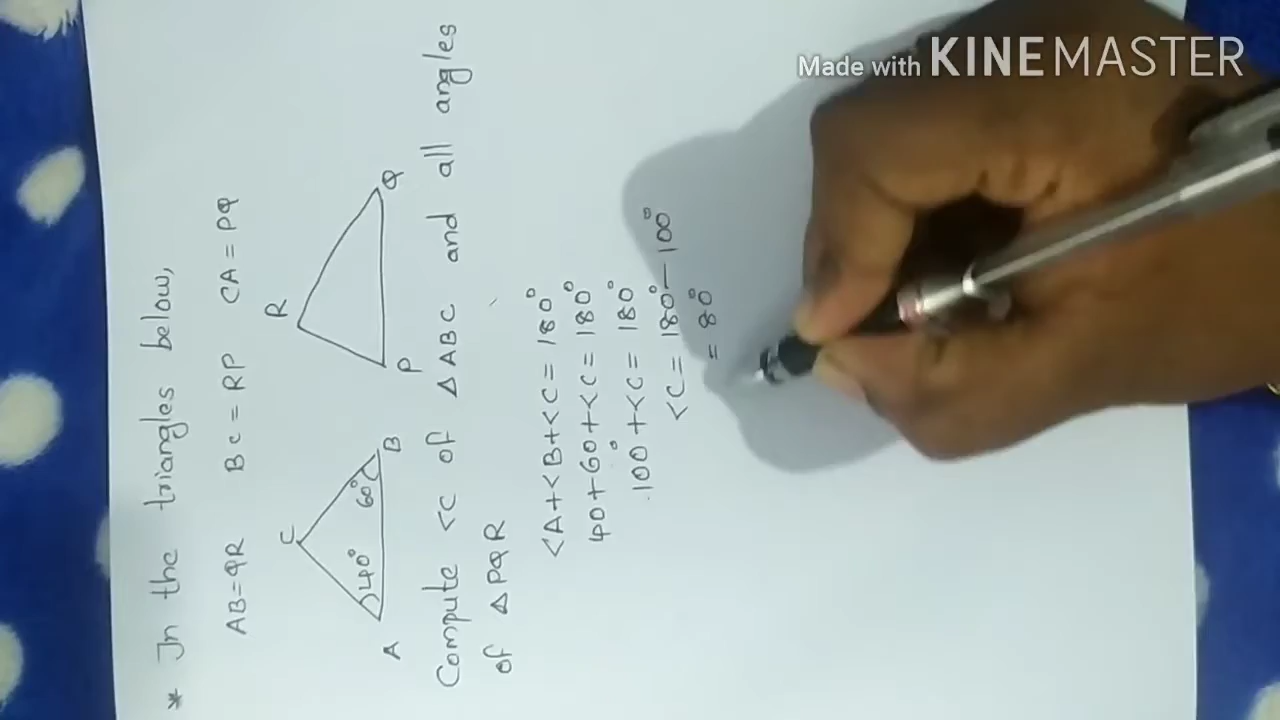 Made with KINEMASTER
* In the triangles below,
AB=QR BC=RP CA=PQ
C
R
40° 60°
A B P Q
Compute <C of △ABC and all angles
of △PQR
<A+<B+<C=180°
40+60+<C=180°
100°+<C=180°
<C=180°-100°
=80°